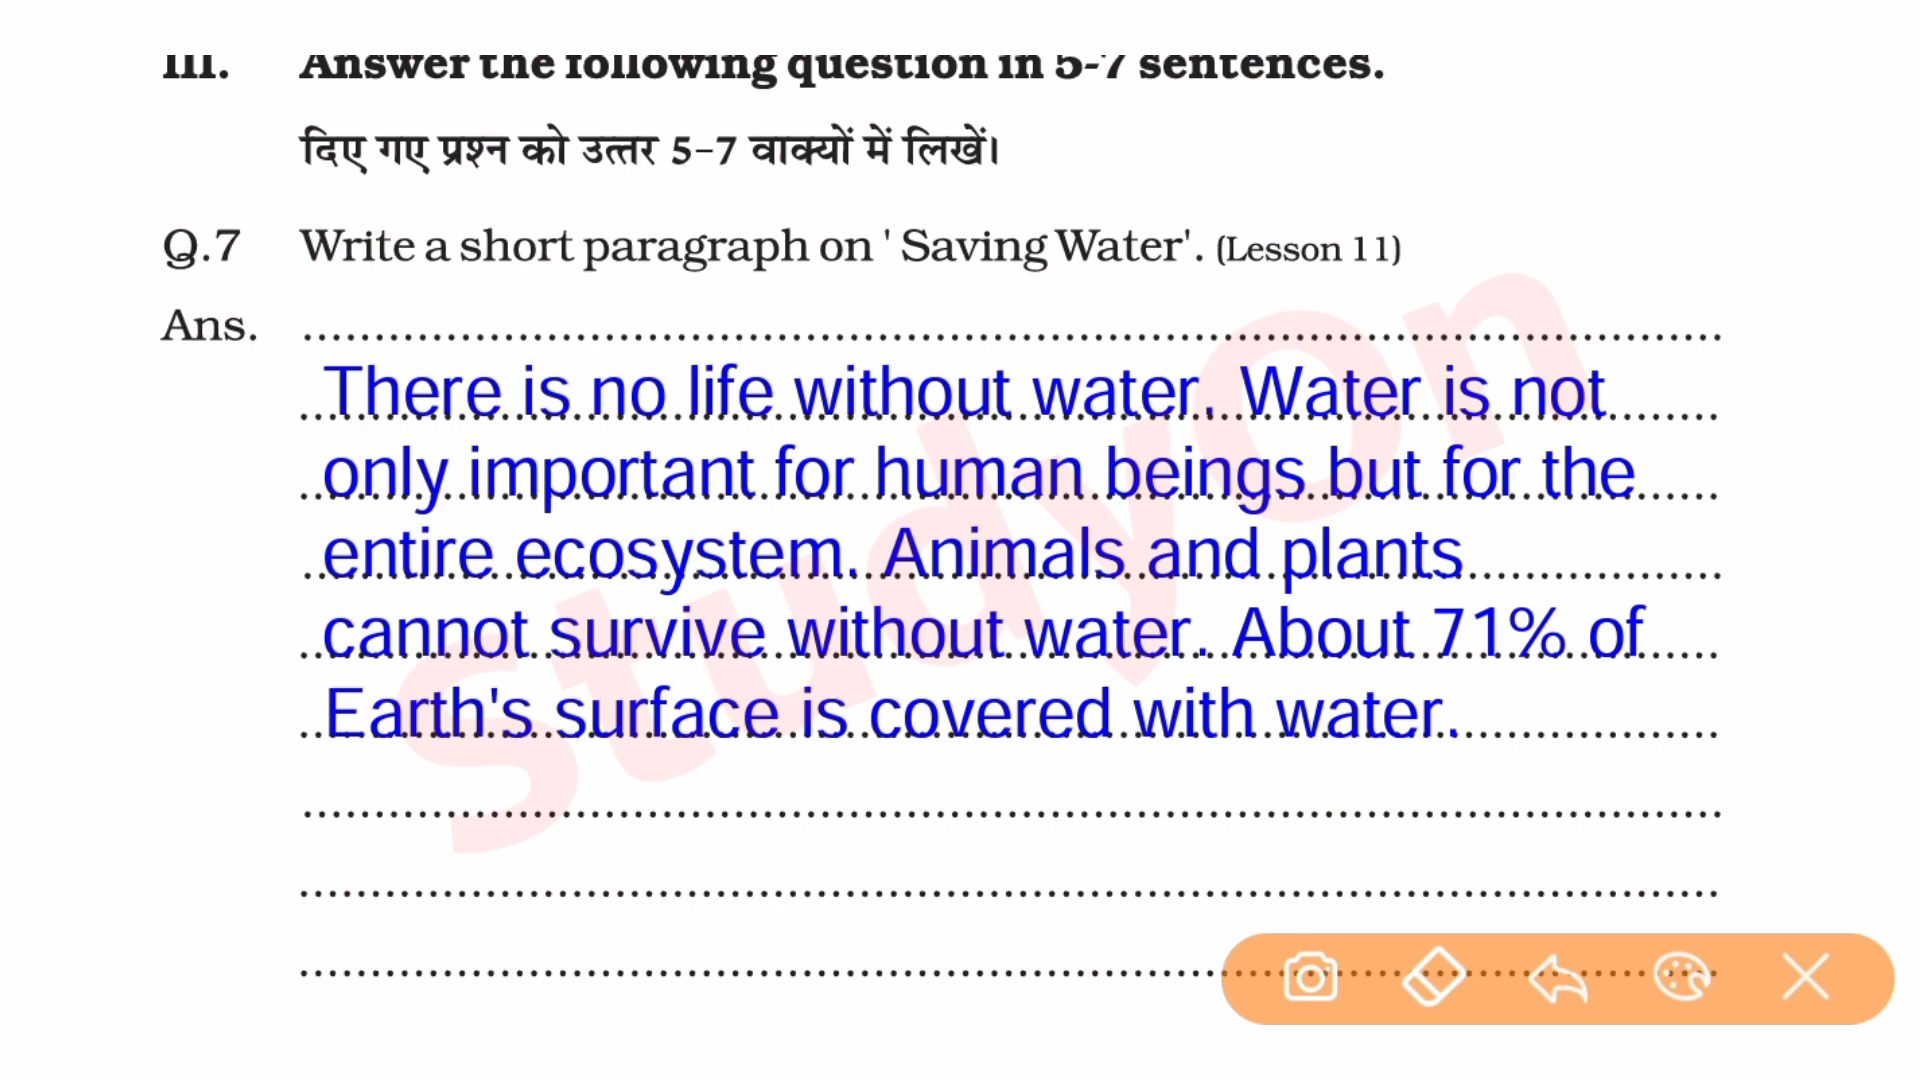 III. Answer the following question in 5-7 sentences.
दिए गए प्रश्न को उत्तर 5-7 वाक्यों में लिखें।
Q.7 Write a short paragraph on ' Saving Water'. (Lesson 11)
Ans.
There is no life without water. Water is not
only important for human beings but for the
entire ecosystem. Animals and plants
cannot survive without water. About 71% of
Earth's surface is covered with water.
studyon